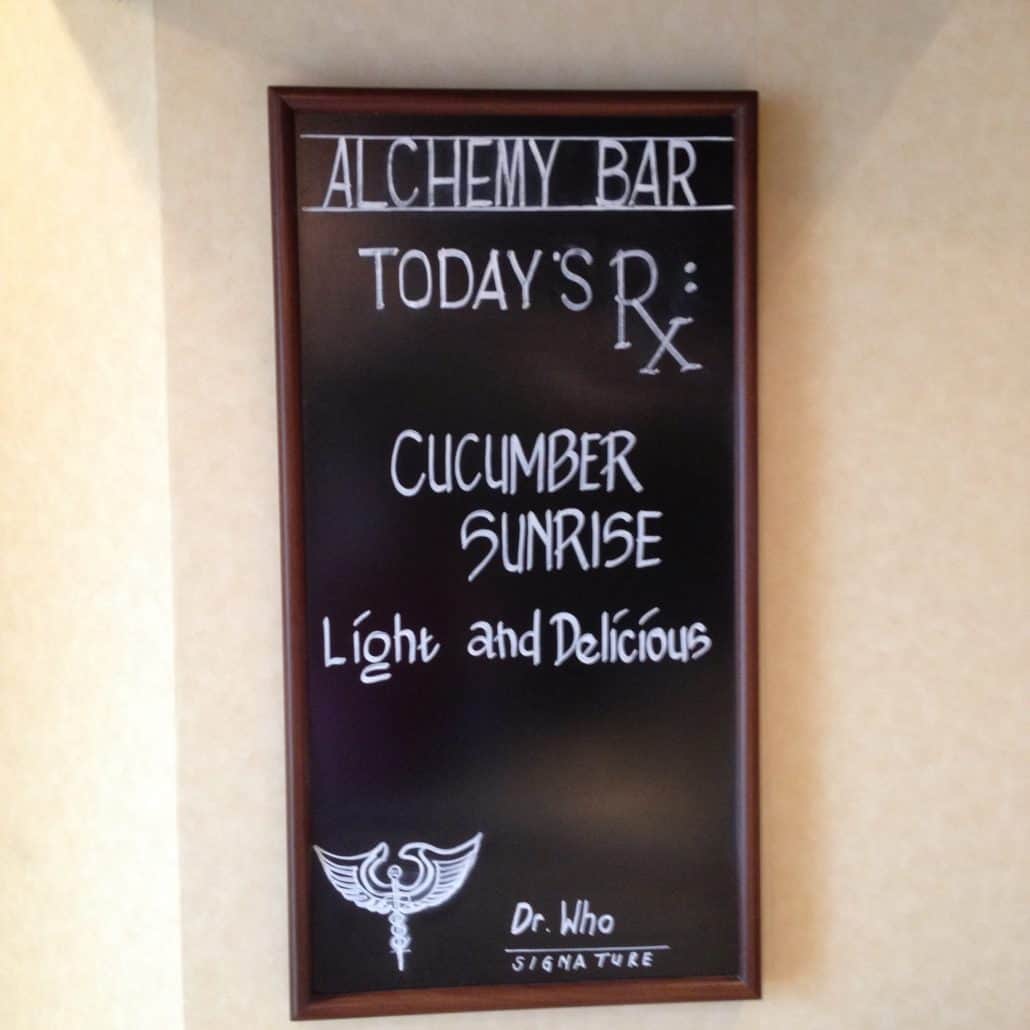 ALCHEMY BAR
TODAY'S Rx:
CUCUMBER
SUNRISE
Light and Delicious
Dr. Who
SIGNATURE